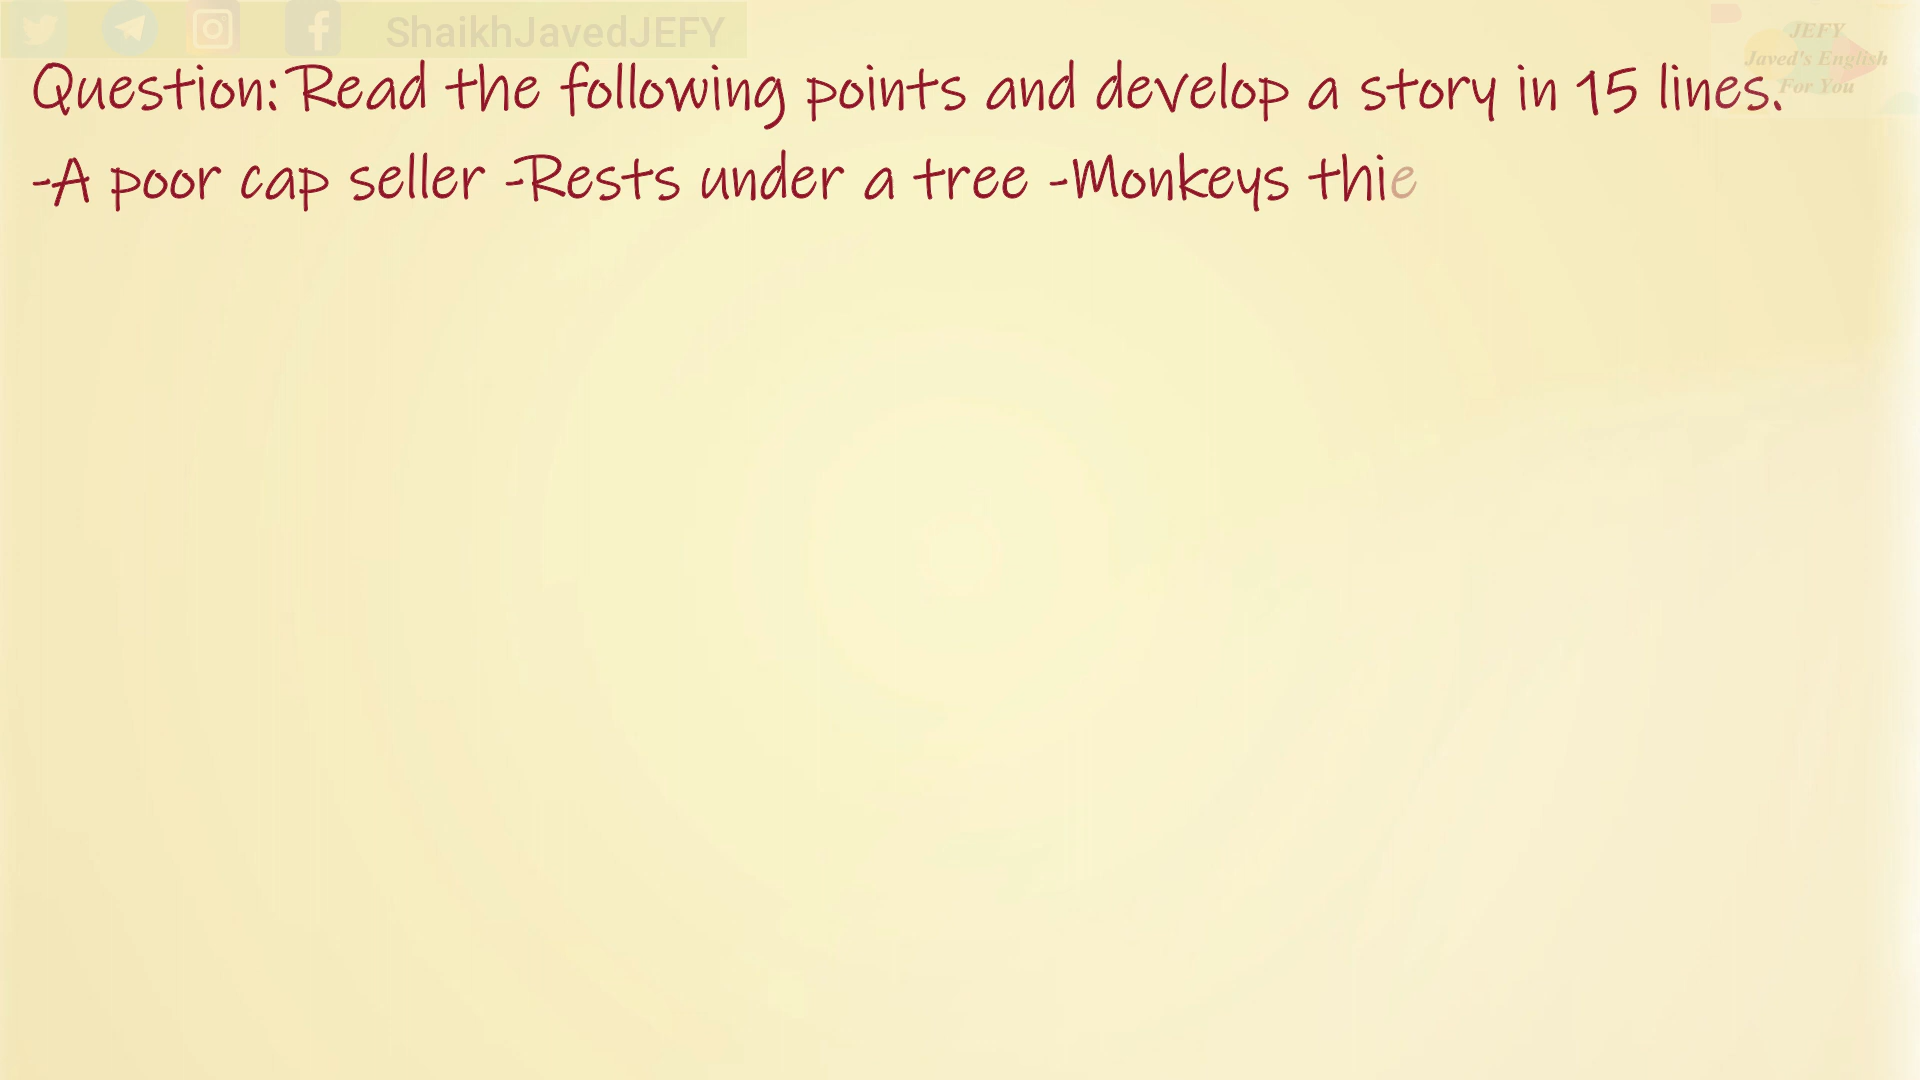 ShaikhJavedJEFY
JEFY
Javed's English
For You
Question: Read the following points and develop a story in 15 lines.
-A poor cap seller -Rests under a tree -Monkeys thie